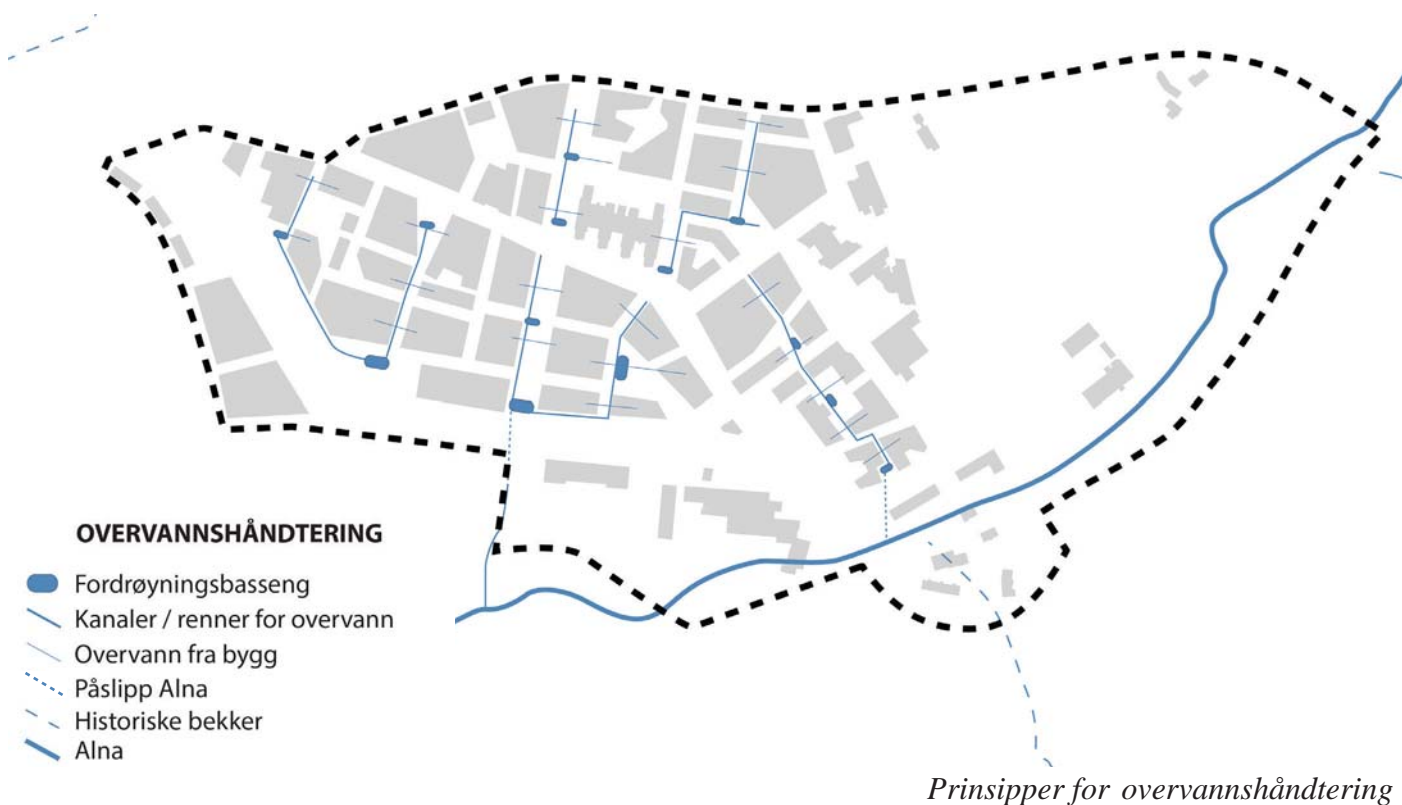 OVERVANNSHÅNDTERING
Fordrøyningsbasseng
Kanaler / renner for overvann
Overvann fra bygg
Påslipp Alna
Historiske bekker
Alna
Prinsipper for overvannshåndtering